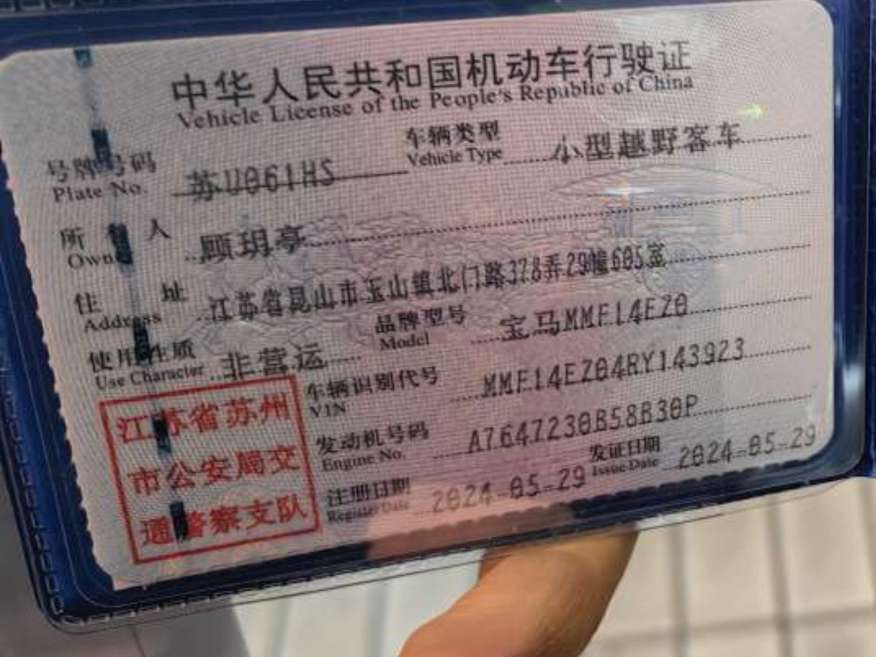 中华人民共和国机动车行驶证
Vehicle License of the People's Republic of China
号牌号码 苏U061HS 车辆类型 小型越野客车
Plate No. Vehicle Type
所有人 顾玥亭
Owner
住址 江苏省昆山市玉山镇北门路378弄29幢605室
Address
使用性质 非营运 品牌型号 宝马MMF14EZ0
Use Character Model
车辆识别代号 MMF14EZ04RY143923
VIN
发动机号码 A7647230B58B30P
Engine No.
注册日期 2024-05-29 发证日期 2024-05-29
Register Date Issue Date
江苏省苏州
市公安局交
通警察支队